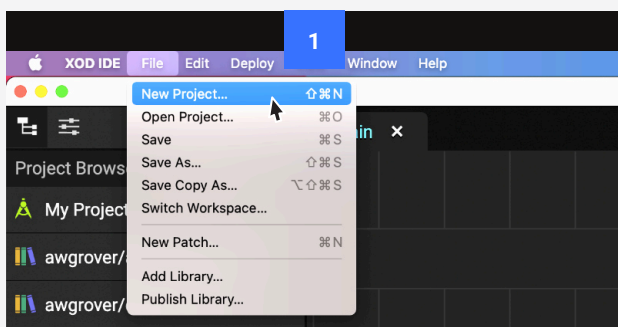 1
XOD IDE File Edit Deploy Window Help
New Project... ⇧⌘N
Open Project... ⌘O
Save ⌘S
Save As... ⇧⌘S
Save Copy As... ⌥⇧⌘S
Switch Workspace...
New Patch... ⌘N
Add Library...
Publish Library...
Project Brows
My Project
awgrover/
awgrover/